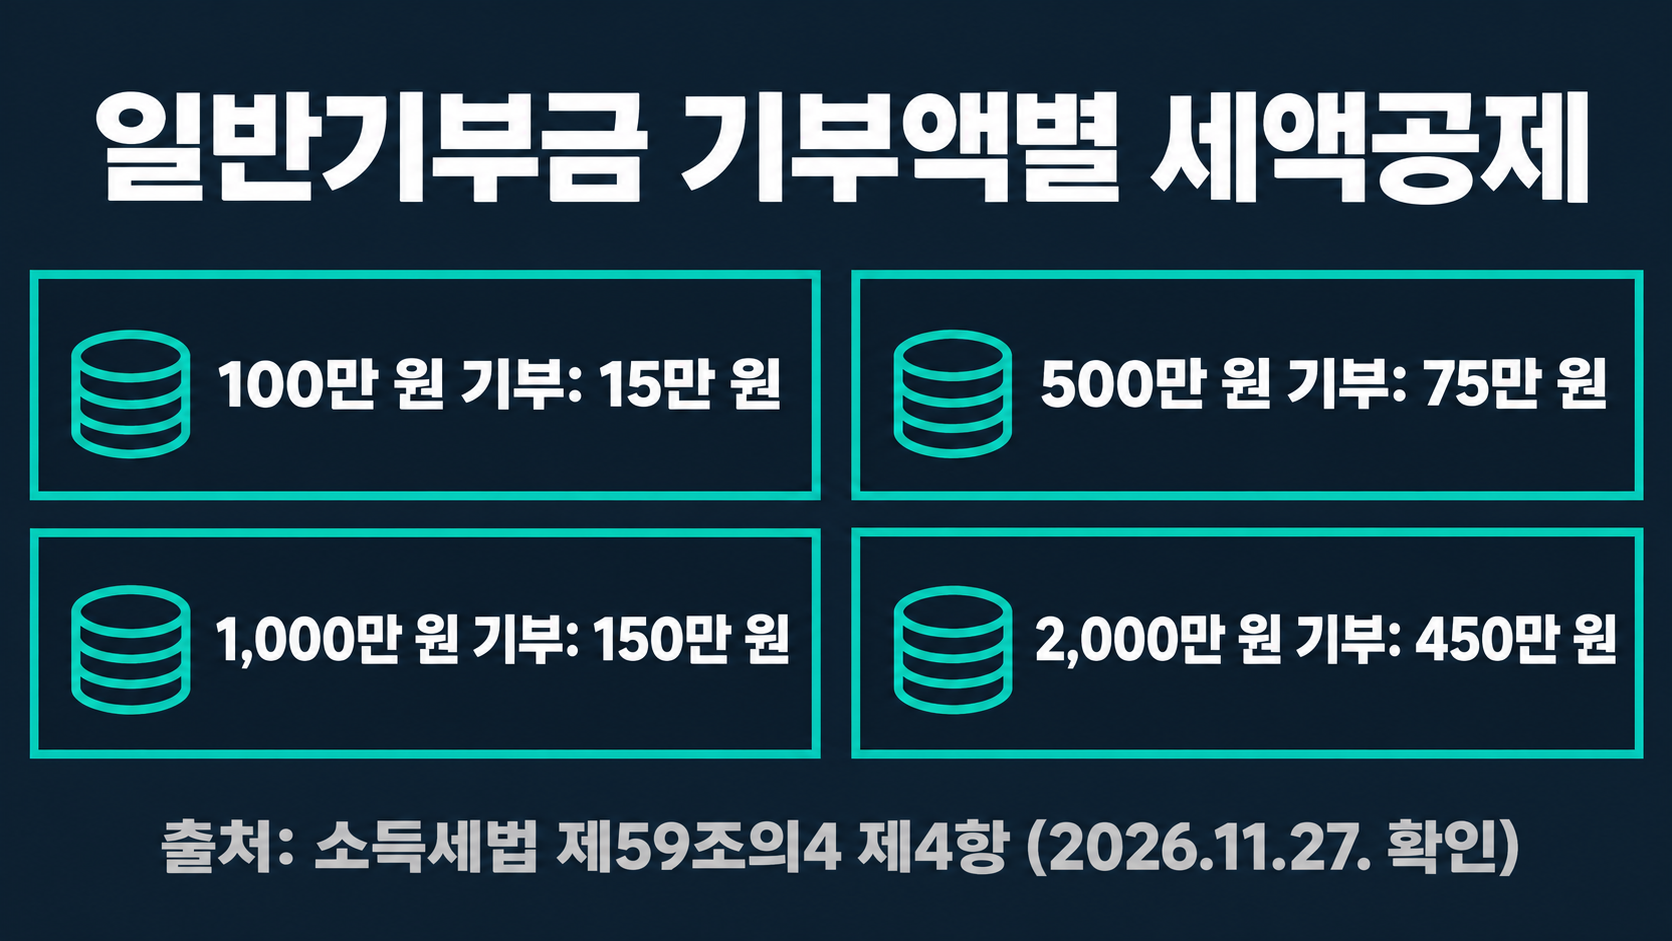 일반기부금 기부액별 세액공제
100만 원 기부: 15만 원
500만 원 기부: 75만 원
1,000만 원 기부: 150만 원
2,000만 원 기부: 450만 원
출처: 소득세법 제59조의4 제4항 (2026.11.27. 확인)